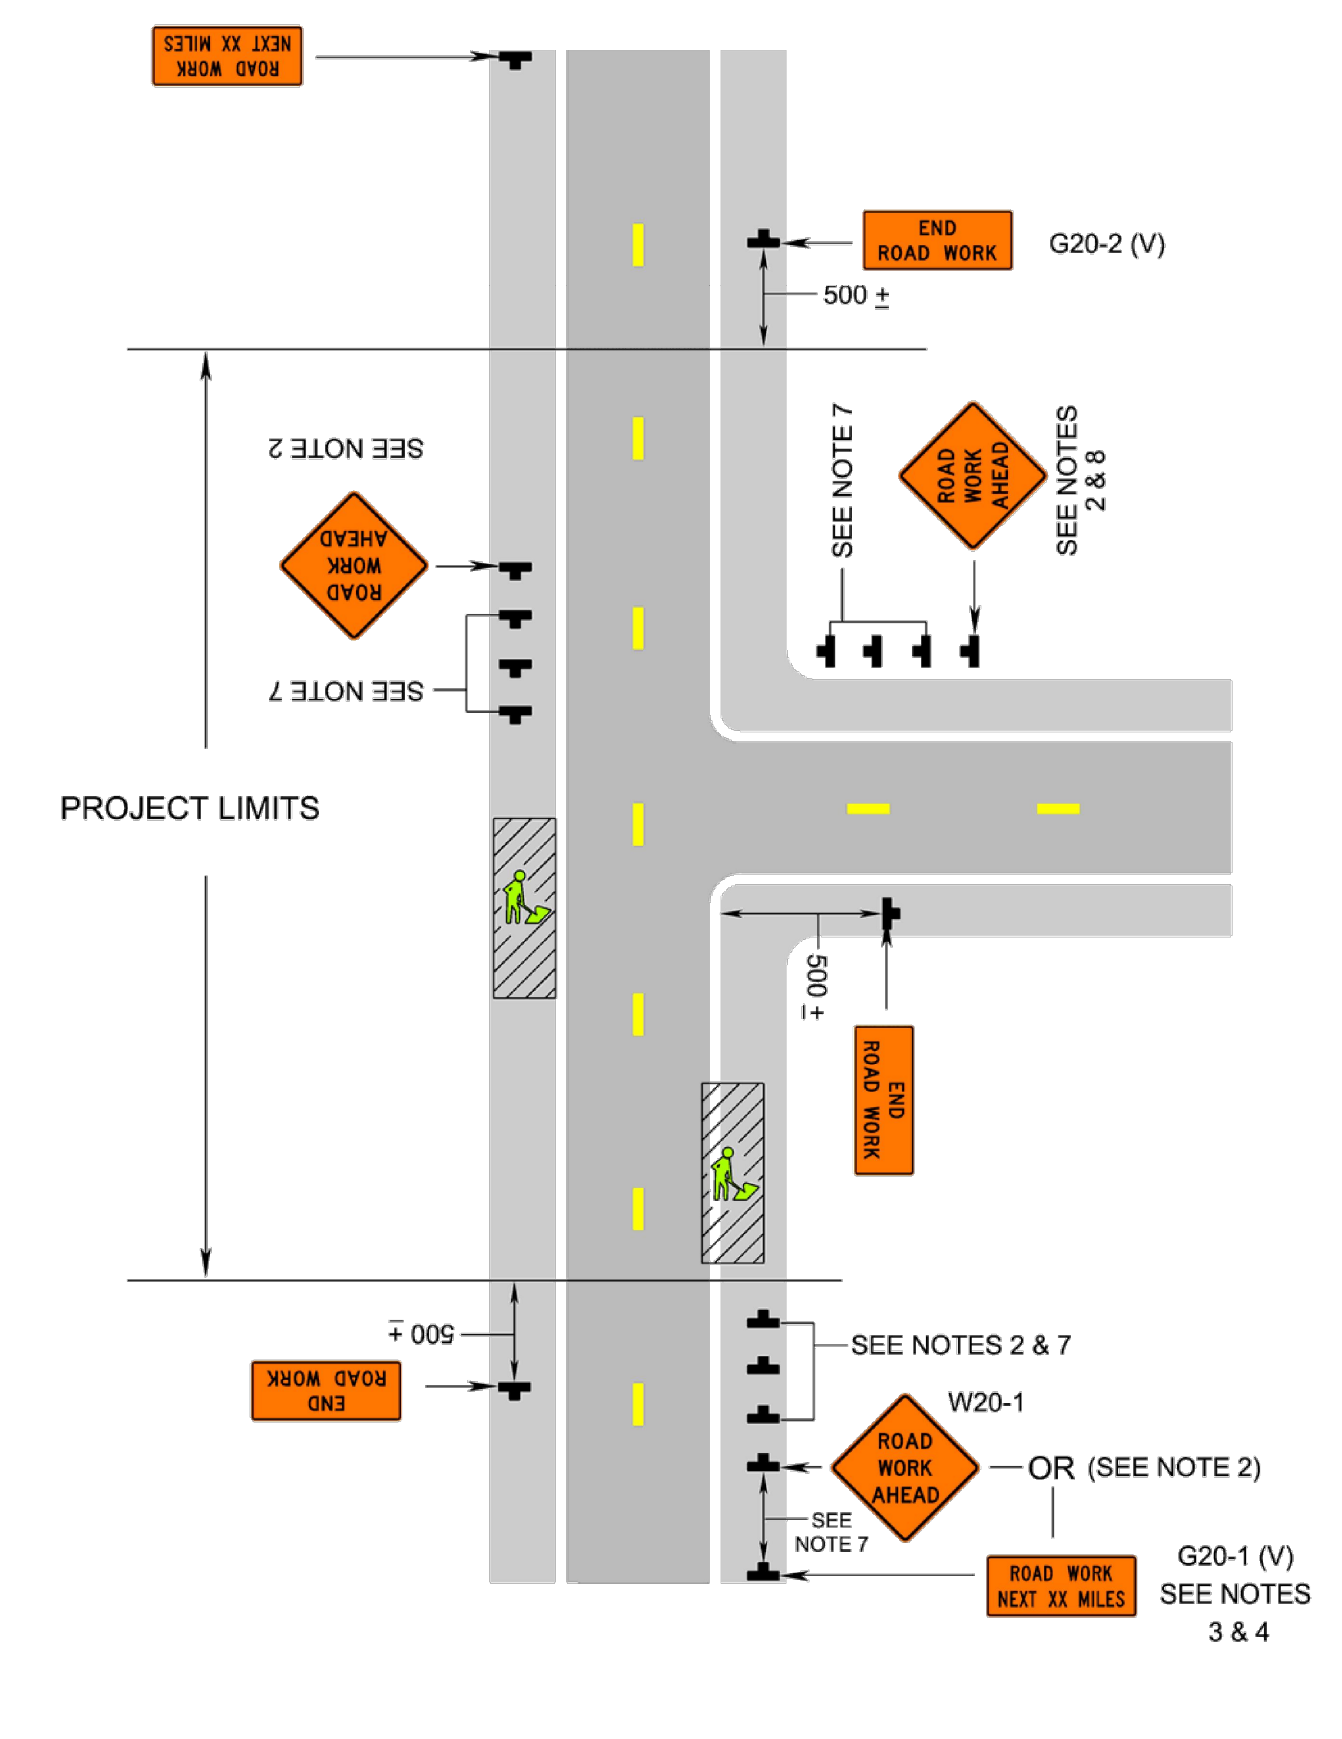 ROAD WORK
NEXT XX MILES
END
ROAD WORK
G20-2 (V)
500 ±
SEE NOTE 2
ROAD
WORK
AHEAD
SEE NOTE 7
SEE NOTE 7
ROAD
WORK
AHEAD
SEE NOTES
2 & 8
PROJECT LIMITS
500 ±
END
ROAD WORK
500 ±
END
ROAD WORK
SEE NOTES 2 & 7
W20-1
ROAD
WORK
AHEAD
OR (SEE NOTE 2)
SEE
NOTE 7
ROAD WORK
NEXT XX MILES
G20-1 (V)
SEE NOTES
3 & 4